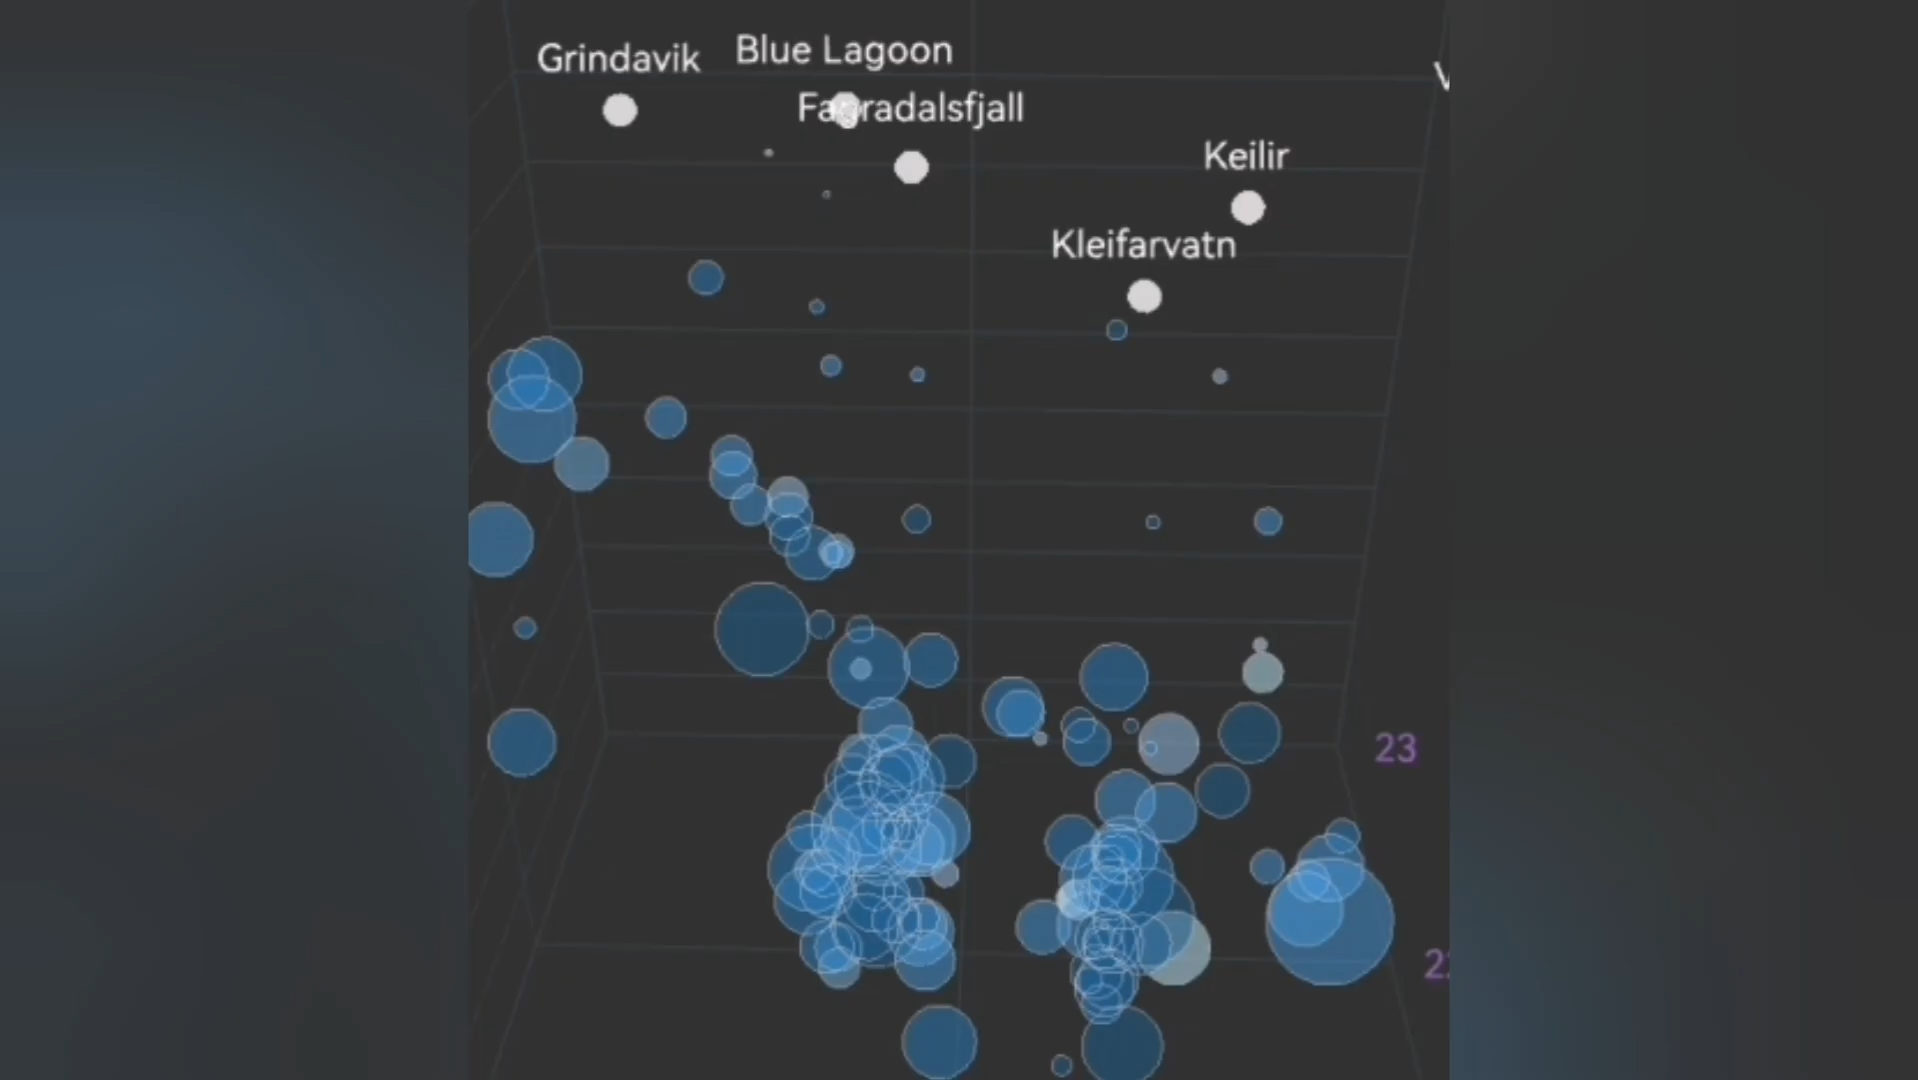 Grindavik
Blue Lagoon
Fagradalsfjall
Keilir
Kleifarvatn
23